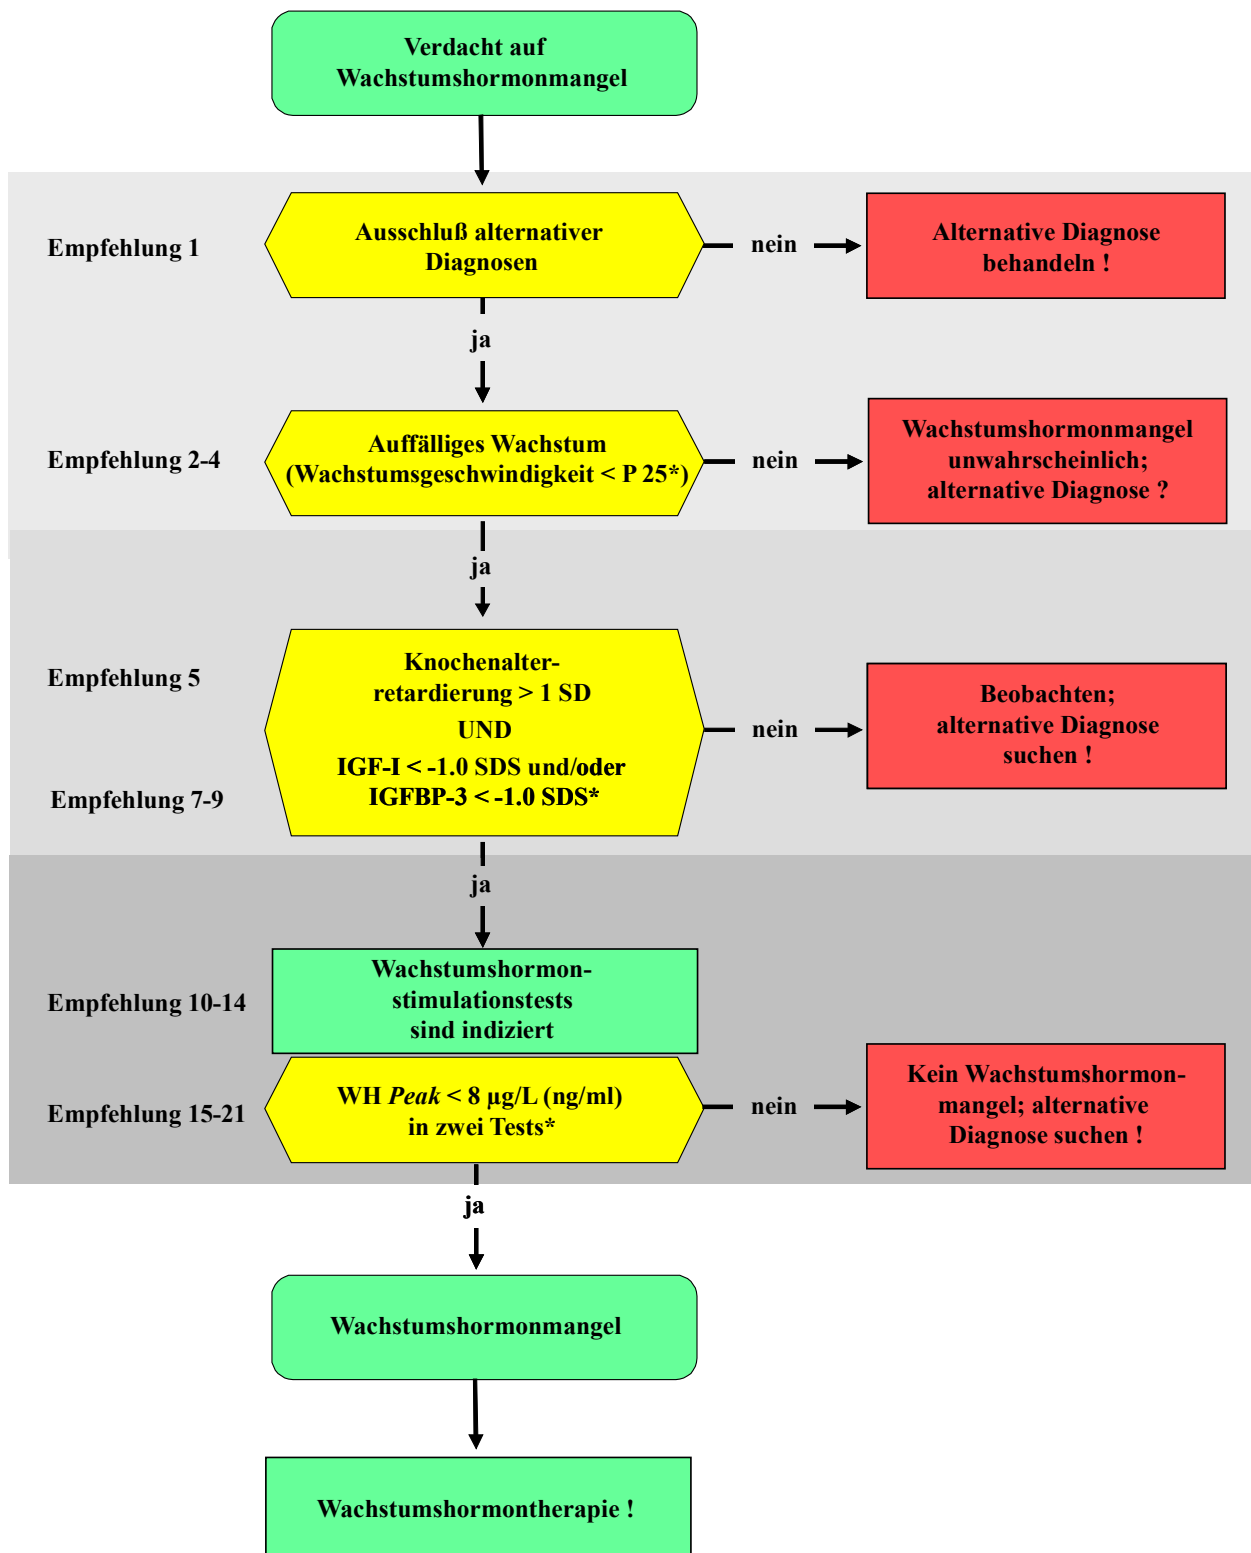 Verdacht auf
Wachstumshormonmangel
Empfehlung 1
Ausschluß alternativer
Diagnosen
nein
Alternative Diagnose
behandeln !
ja
Empfehlung 2-4
Auffälliges Wachstum
(Wachstumsgeschwindigkeit < P 25*)
nein
Wachstumshormonmangel
unwahrscheinlich;
alternative Diagnose ?
ja
Empfehlung 5
Knochenalter-
retardierung > 1 SD
UND
IGF-I < -1.0 SDS und/oder
IGFBP-3 < -1.0 SDS*
Empfehlung 7-9
nein
Beobachten;
alternative Diagnose
suchen !
ja
Empfehlung 10-14
Wachstumshormon-
stimulationstests
sind indiziert
Empfehlung 15-21
WH Peak < 8 µg/L (ng/ml)
in zwei Tests*
nein
Kein Wachstumshormon-
mangel; alternative
Diagnose suchen !
ja
Wachstumshormonmangel
Wachstumshormontherapie !